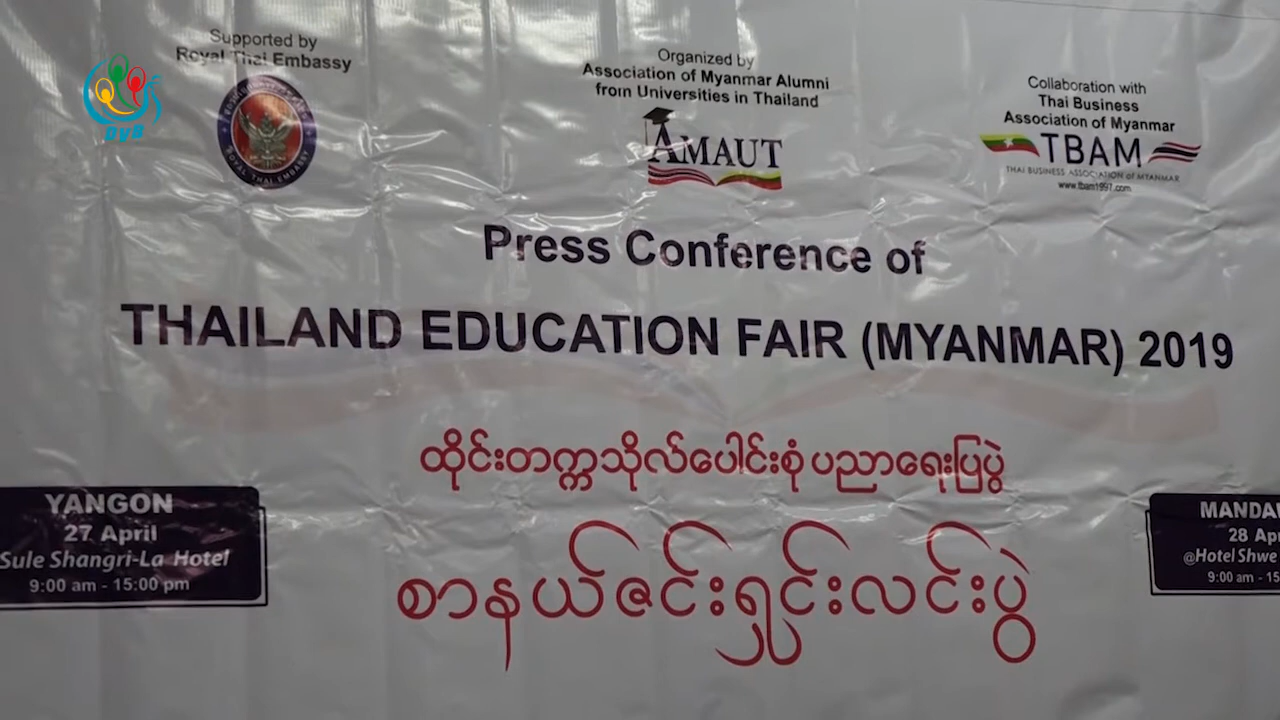 DVB
Supported by
Royal Thai Embassy
ROYAL THAI EMBASSY
Organized by
Association of Myanmar Alumni
from Universities in Thailand
AMAUT
Collaboration with
Thai Business
Association of Myanmar
TBAM
THAI BUSINESS ASSOCIATION of MYANMAR
www.tbam1997.com
Press Conference of
THAILAND EDUCATION FAIR (MYANMAR) 2019
ထိုင်းတက္ကသိုလ်ပေါင်းစုံပညာရေးပြပွဲ
စာနယ်ဇင်းရှင်းလင်းပွဲ
YANGON
27 April
Sule Shangri-La Hotel
9:00 am - 15:00 pm
28
@Hotel Shwe
9:00 am -